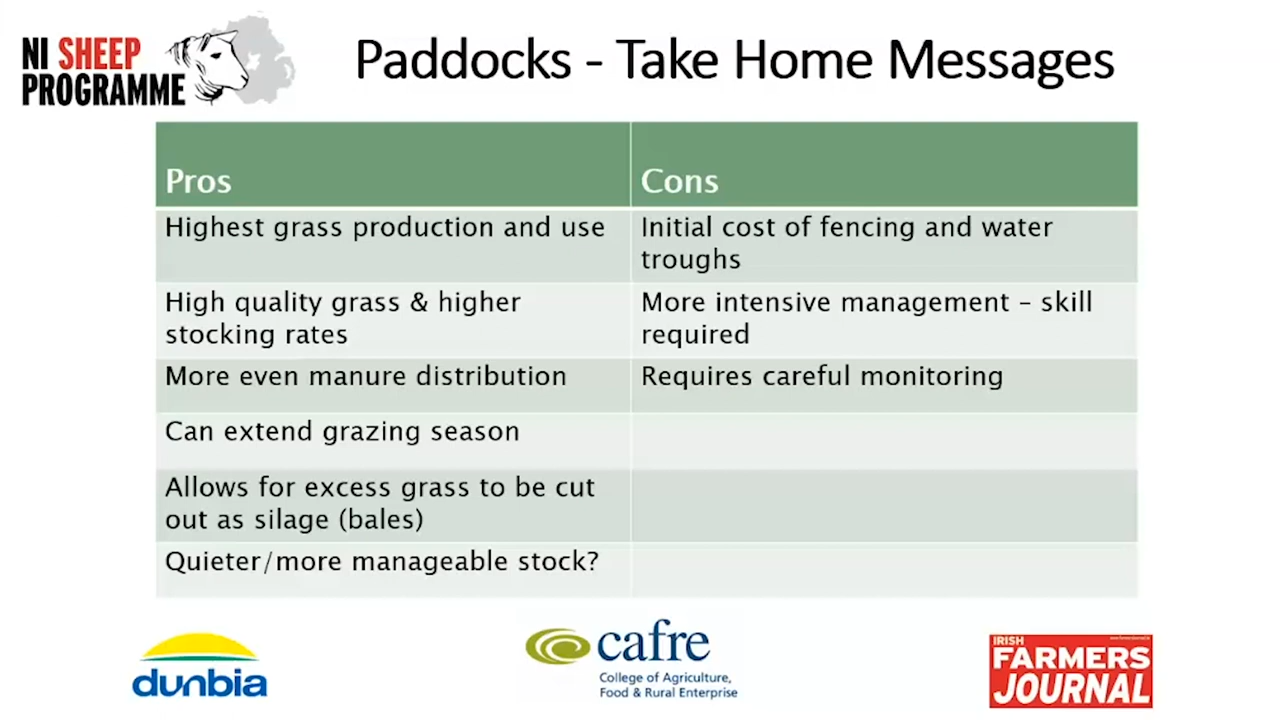 NI SHEEP
PROGRAMME
Paddocks - Take Home Messages
Pros
Cons
Highest grass production and use
Initial cost of fencing and water
troughs
High quality grass & higher
stocking rates
More intensive management – skill
required
More even manure distribution
Requires careful monitoring
Can extend grazing season
Allows for excess grass to be cut
out as silage (bales)
Quieter/more manageable stock?
dunbia
cafre
College of Agriculture,
Food & Rural Enterprise
IRISH
FARMERS
JOURNAL